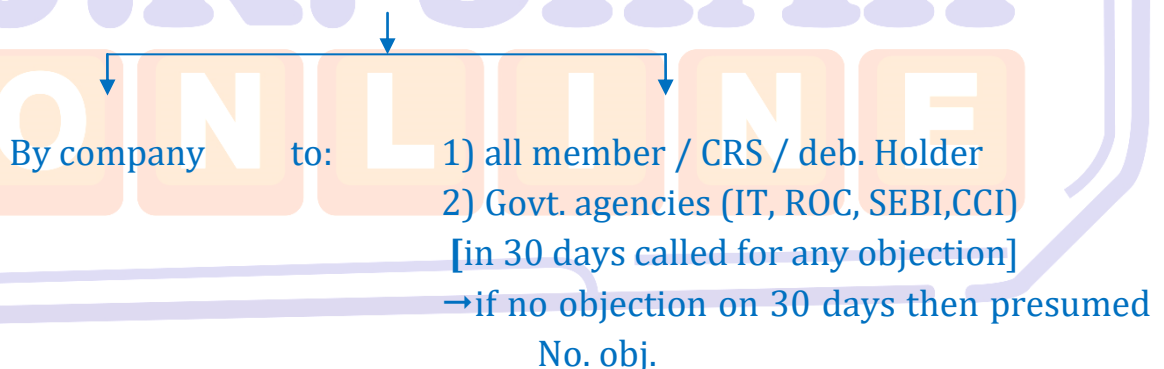 ONLINE
By company to: 1) all member / CRS / deb. Holder
2) Govt. agencies (IT, ROC, SEBI,CCI)
[in 30 days called for any objection]
→if no objection on 30 days then presumed
No. obj.